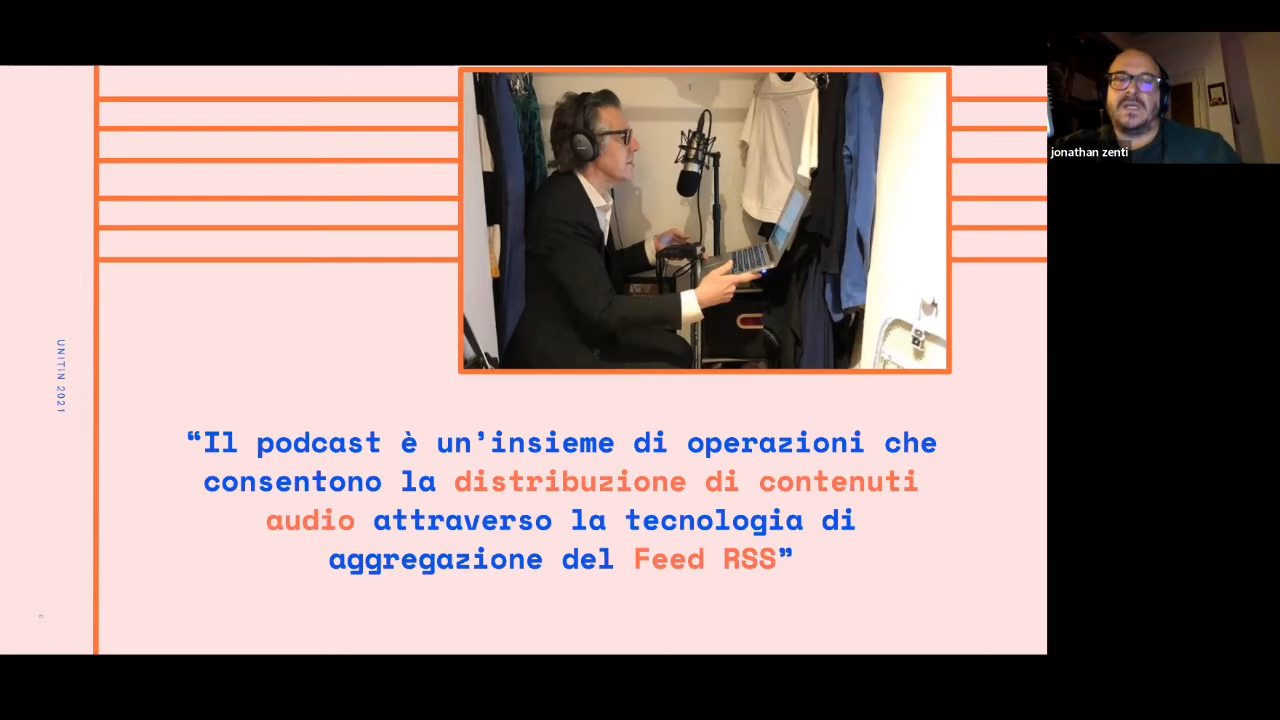 jonathan zenti
UNITIN 2021
“Il podcast è un’insieme di operazioni che
consentono la distribuzione di contenuti
audio attraverso la tecnologia di
aggregazione del Feed RSS”